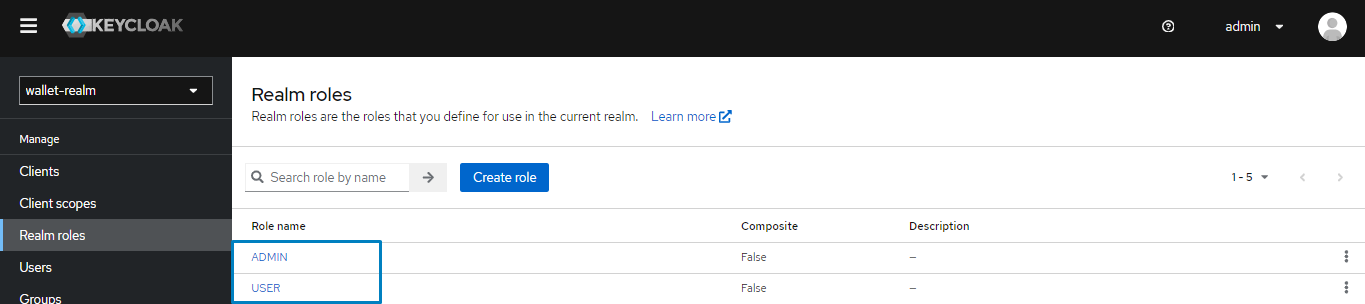 KEYCLOAK
admin
wallet-realm
Manage
Clients
Client scopes
Realm roles
Users
Groups
Realm roles
Realm roles are the roles that you define for use in the current realm. Learn more
Search role by name
Create role
1 - 5
Role name Composite Description
ADMIN False –
USER False –